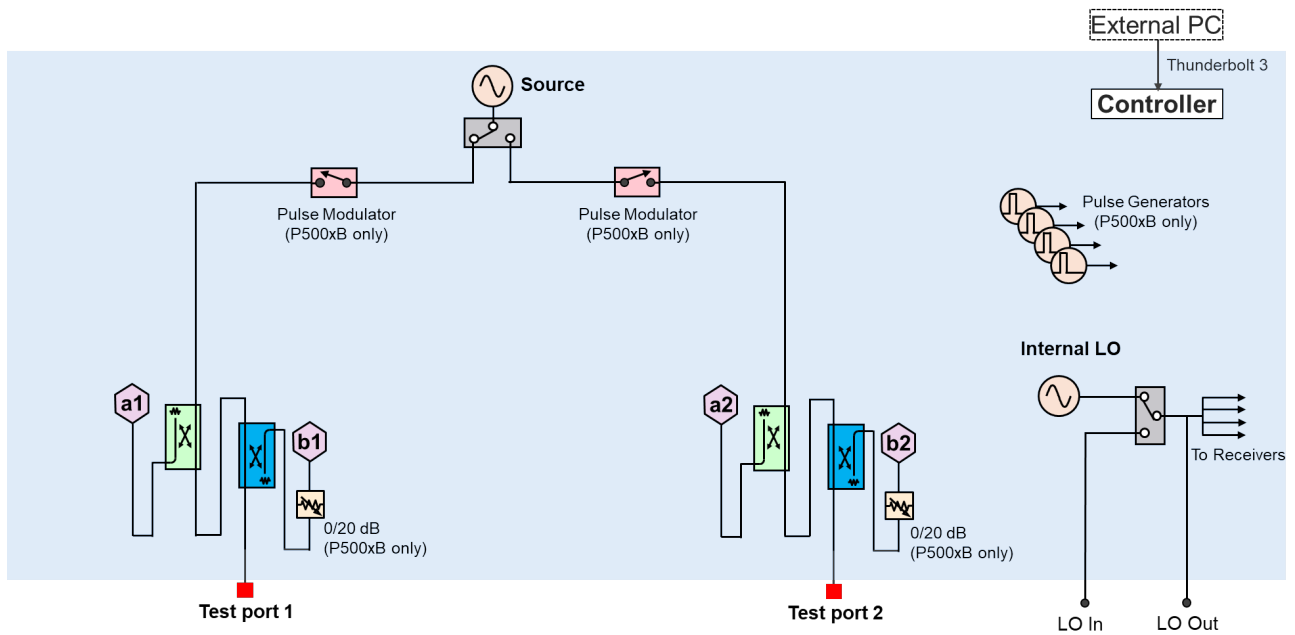 External PC
Thunderbolt 3
Controller
Source
Pulse Modulator
(P500xB only)
Pulse Modulator
(P500xB only)
Pulse Generators
(P500xB only)
Internal LO
a1
b1
a2
b2
To Receivers
0/20 dB
(P500xB only)
0/20 dB
(P500xB only)
Test port 1
Test port 2
LO In
LO Out